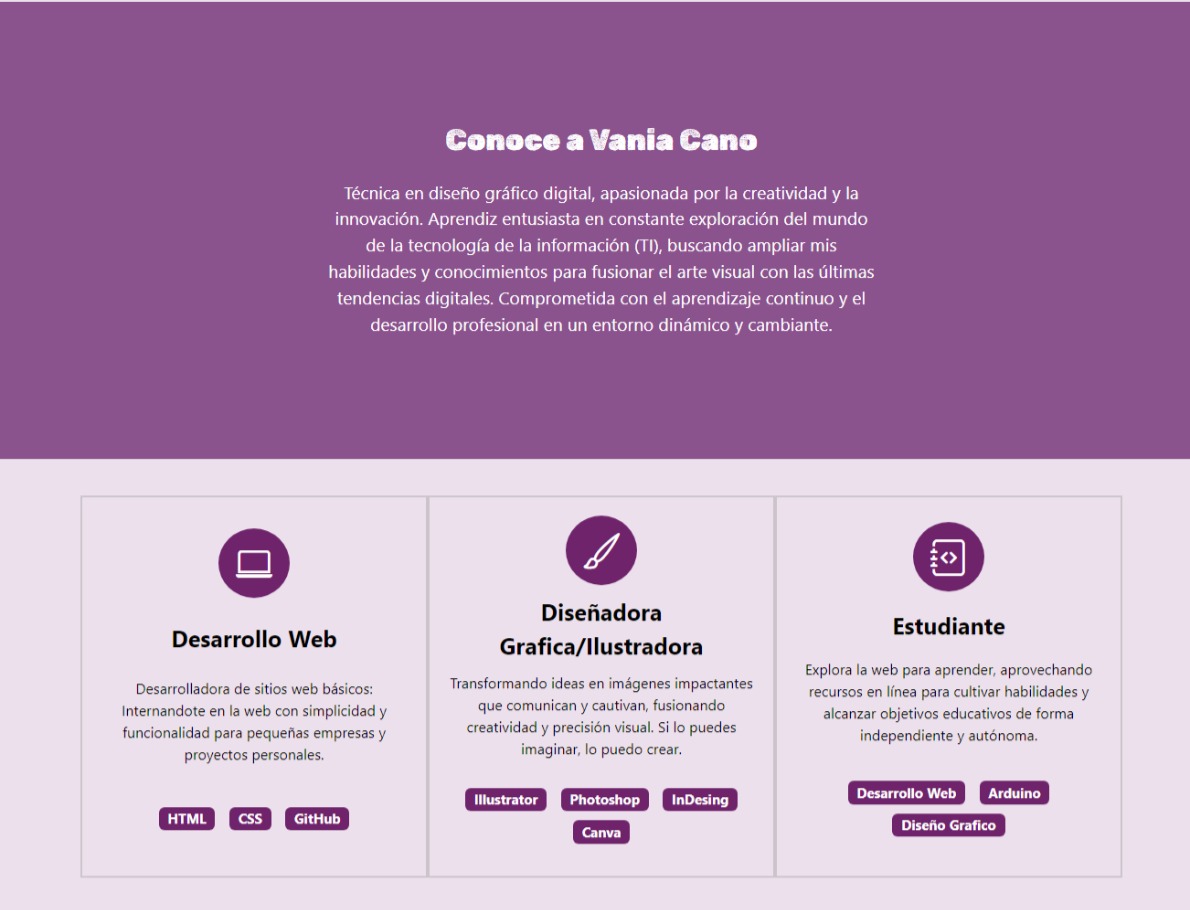 Conoce a Vania Cano
Técnica en diseño gráfico digital, apasionada por la creatividad y la
innovación. Aprendiz entusiasta en constante exploración del mundo
de la tecnología de la información (TI), buscando ampliar mis
habilidades y conocimientos para fusionar el arte visual con las últimas
tendencias digitales. Comprometida con el aprendizaje continuo y el
desarrollo profesional en un entorno dinámico y cambiante.
Desarrollo Web
Desarrolladora de sitios web básicos:
Internandote en la web con simplicidad y
funcionalidad para pequeñas empresas y
proyectos personales.
HTML CSS GitHub
Diseñadora
Grafica/Ilustradora
Transformando ideas en imágenes impactantes
que comunican y cautivan, fusionando
creatividad y precisión visual. Si lo puedes
imaginar, lo puedo crear.
Illustrator Photoshop InDesing
Canva
Estudiante
Explora la web para aprender, aprovechando
recursos en línea para cultivar habilidades y
alcanzar objetivos educativos de forma
independiente y autónoma.
Desarrollo Web Arduino
Diseño Grafico